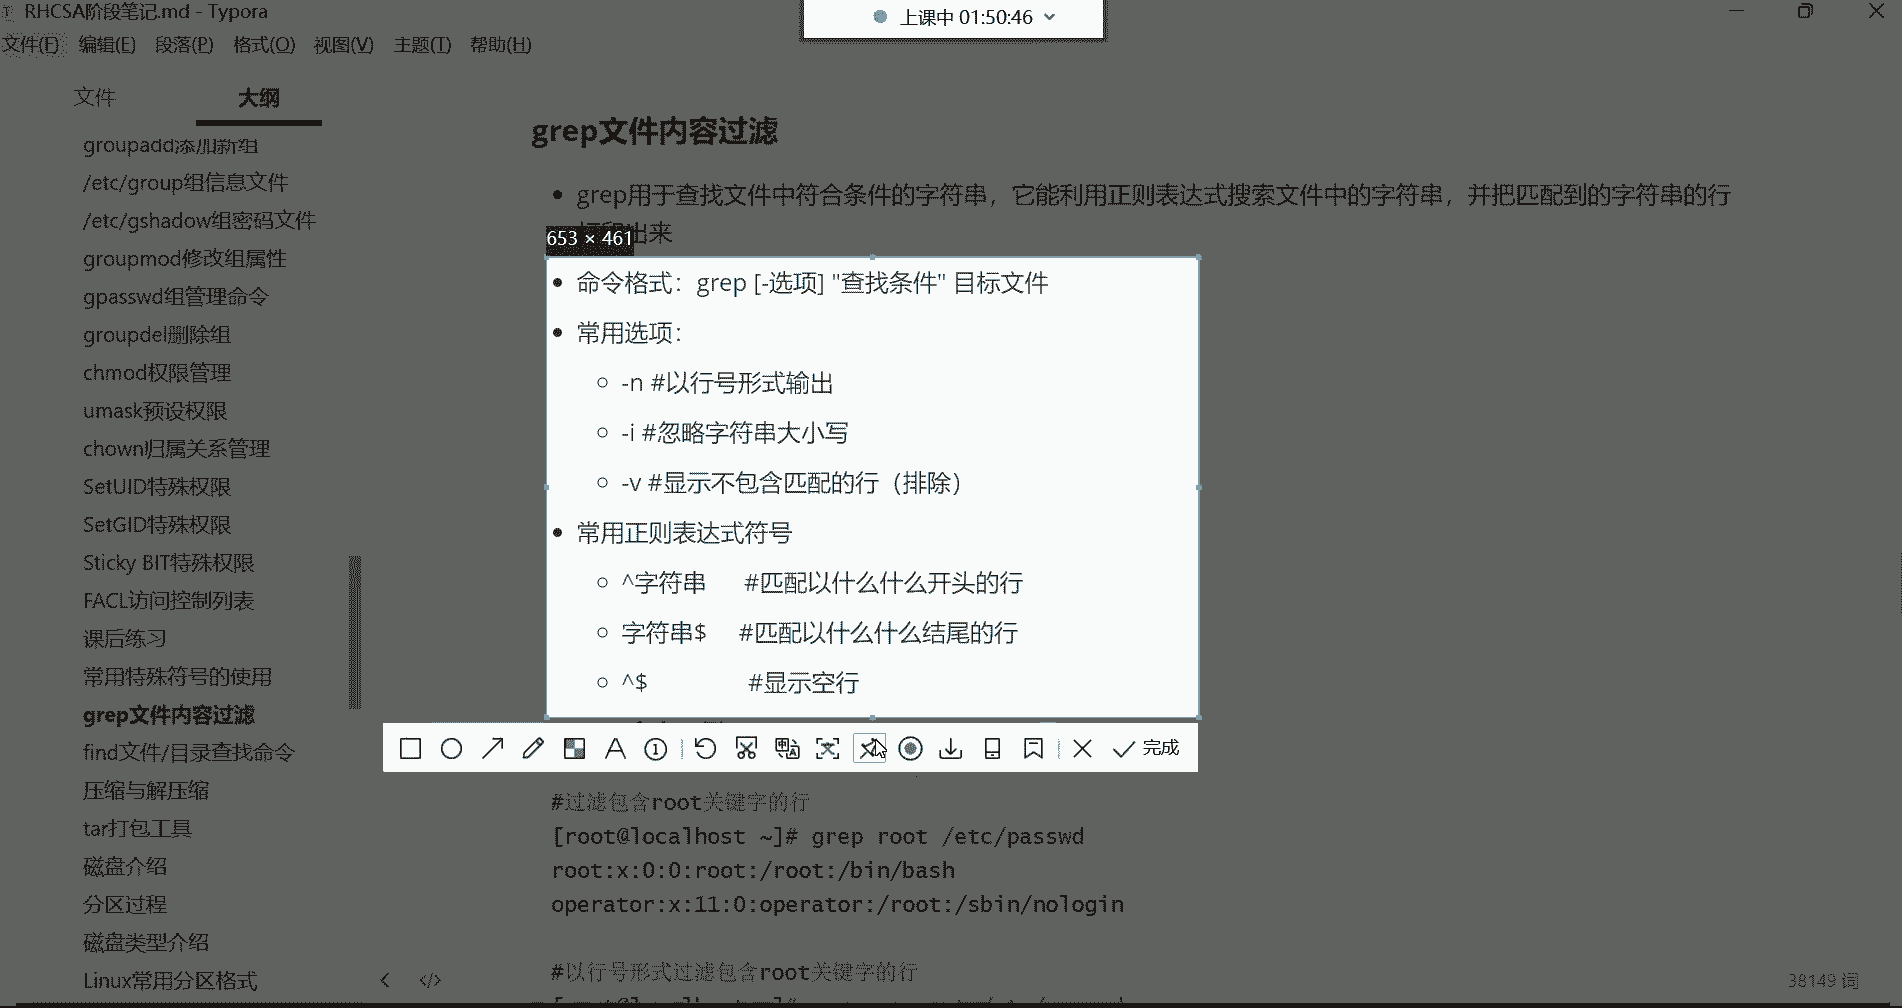 RHCSA阶段笔记.md - Typora
上课中 01:50:46
文件(F) 编辑(E) 段落(P) 格式(O) 视图(V) 主题(T) 帮助(H)
文件 大纲
groupadd添加新组
/etc/group组信息文件
/etc/gshadow组密码文件
groupmod修改组属性
gpasswd组管理命令
groupdel删除组
chmod权限管理
umask预设权限
chown归属关系管理
SetUID特殊权限
SetGID特殊权限
Sticky BIT特殊权限
FACL访问控制列表
课后练习
常用特殊符号的使用
grep文件内容过滤
find文件/目录查找命令
压缩与解压缩
tar打包工具
磁盘介绍
分区过程
磁盘类型介绍
Linux常用分区格式
grep文件内容过滤
grep用于查找文件中符合条件的字符串，它能利用正则表达式搜索文件中的字符串，并把匹配到的字符串的行
出来
653 × 461
命令格式：grep [-选项] "查找条件" 目标文件
常用选项：
-n #以行号形式输出
-i #忽略字符串大小写
-v #显示不包含匹配的行（排除）
常用正则表达式符号
^字符串 #匹配以什么什么开头的行
字符串$ #匹配以什么什么结尾的行
^$ #显示空行
完成
#过滤包含root关键字的行
[root@localhost ~]# grep root /etc/passwd
root:x:0:0:root:/root:/bin/bash
operator:x:11:0:operator:/root:/sbin/nologin
#以行号形式过滤包含root关键字的行
38149 词